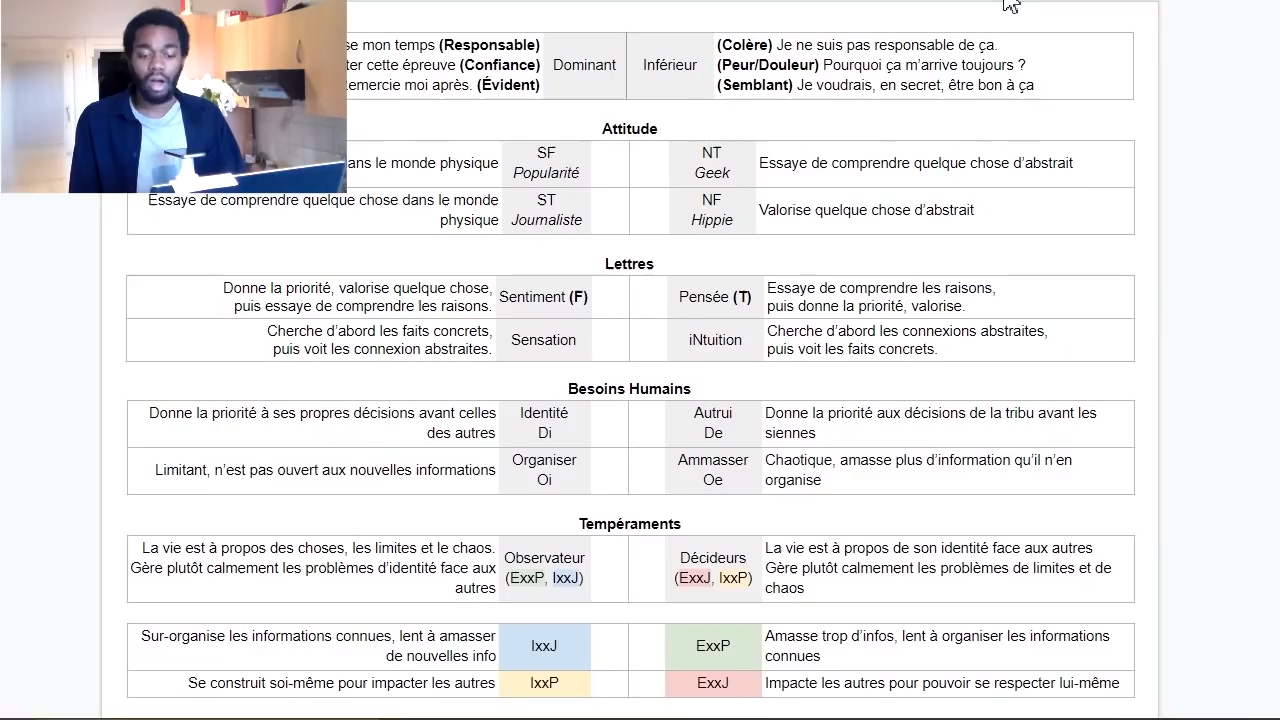 se mon temps (Responsable)
cette épreuve (Confiance)
moi après. (Évident)
Dominant
Inférieur
(Colère) Je ne suis pas responsable de ça.
(Peur/Douleur) Pourquoi ça m'arrive toujours ?
(Semblant) Je voudrais, en secret, être bon à ça
Attitude
le monde physique
SF
Popularité
NT
Geek
Essaye de comprendre quelque chose d'abstrait
Essaye de comprendre quelque chose dans le monde
physique
ST
Journaliste
NF
Hippie
Valorise quelque chose d'abstrait
Lettres
Donne la priorité, valorise quelque chose,
puis essaye de comprendre les raisons.
Sentiment (F)
Pensée (T)
Essaye de comprendre les raisons,
puis donne la priorité, valorise.
Cherche d'abord les faits concrets,
puis voit les connexion abstraites.
Sensation
iNtuition
Cherche d'abord les connexions abstraites,
puis voit les faits concrets.
Besoins Humains
Donne la priorité à ses propres décisions avant celles
des autres
Identité
Di
Autrui
De
Donne la priorité aux décisions de la tribu avant les
siennes
Limitant, n'est pas ouvert aux nouvelles informations
Organiser
Oi
Ammasser
Oe
Chaotique, amasse plus d'information qu'il n'en
organise
Tempéraments
La vie est à propos des choses, les limites et le chaos.
Gère plutôt calmement les problèmes d'identité face aux
autres
Observateur
(ExxP, IxxJ)
Décideurs
(ExxJ, IxxP)
La vie est à propos de son identité face aux autres
Gère plutôt calmement les problèmes de limites et de
chaos
Sur-organise les informations connues, lent à amasser
de nouvelles info
IxxJ
ExxP
Amasse trop d'infos, lent à organiser les informations
connues
Se construit soi-même pour impacter les autres
IxxP
ExxJ
Impacte les autres pour pouvoir se respecter lui-même